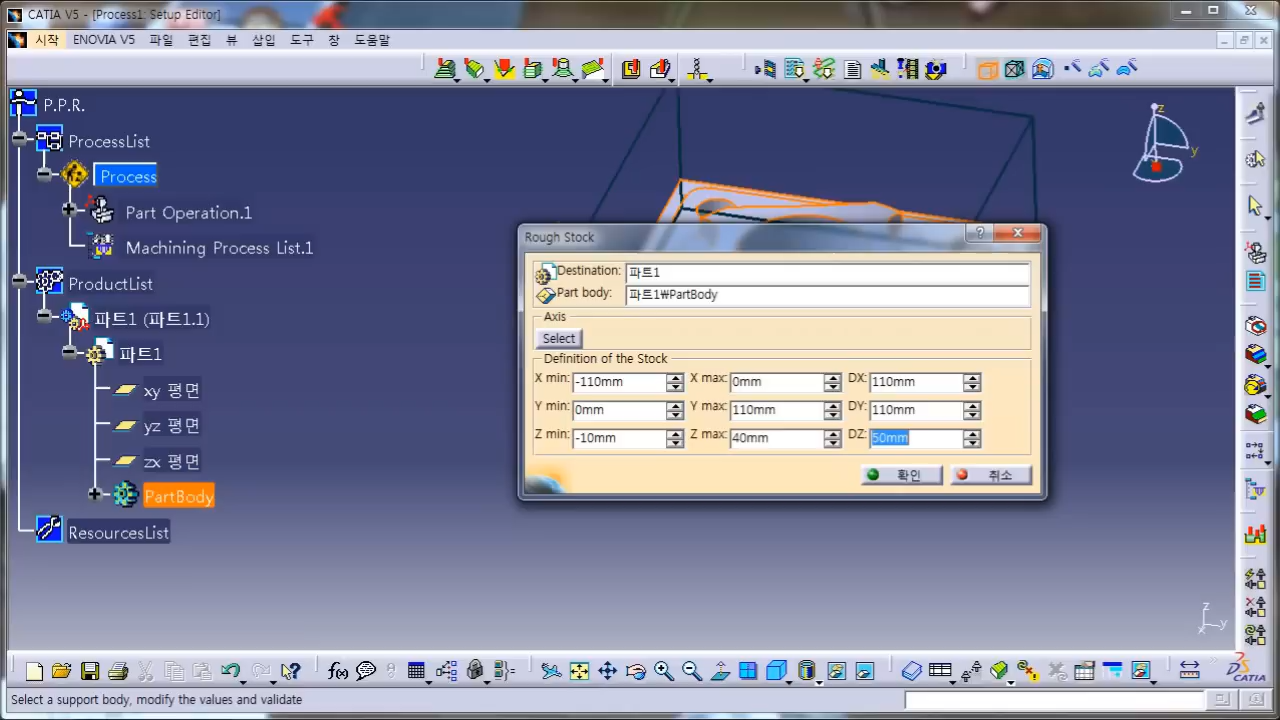 CATIA V5 - [Process1: Setup Editor]
시작 ENOVIA V5 파일 편집 뷰 삽입 도구 창 도움말
P.P.R.
ProcessList
Process
Part Operation.1
Machining Process List.1
ProductList
파트1 (파트1.1)
파트1
xy 평면
yz 평면
zx 평면
PartBody
ResourcesList
z
y
Rough Stock
Destination: 파트1
Part body: 파트1₩PartBody
Axis
Select
Definition of the Stock
X min: -110mm X max: 0mm DX: 110mm
Y min: 0mm Y max: 110mm DY: 110mm
Z min: -10mm Z max: 40mm DZ: 50mm
확인 취소
z
x y
f(x)
CATIA
Select a support body, modify the values and validate